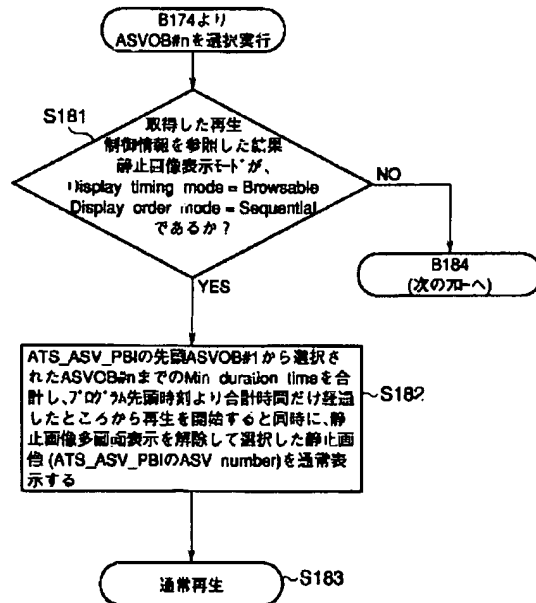 B174より
ASVOB#nを選択実行
S181
取得した再生
制御情報を参照した結果
静止画像表示モードが、
Display timing mode = Browsable
Display order mode = Sequential
であるか？
NO
B184
(次のフローへ)
YES
ATS_ASV_PBIの先頭ASVOB#1から選択さ
れたASVOB#nまでのMin duration timeを合
計し、プログラム先頭時刻より合計時間だけ経過
したところから再生を開始すると同時に、静
止画像多画面表示を解除して選択した静止画
像 (ATS_ASV_PBIのASV number)を通常表
示する
S182
通常再生
S183